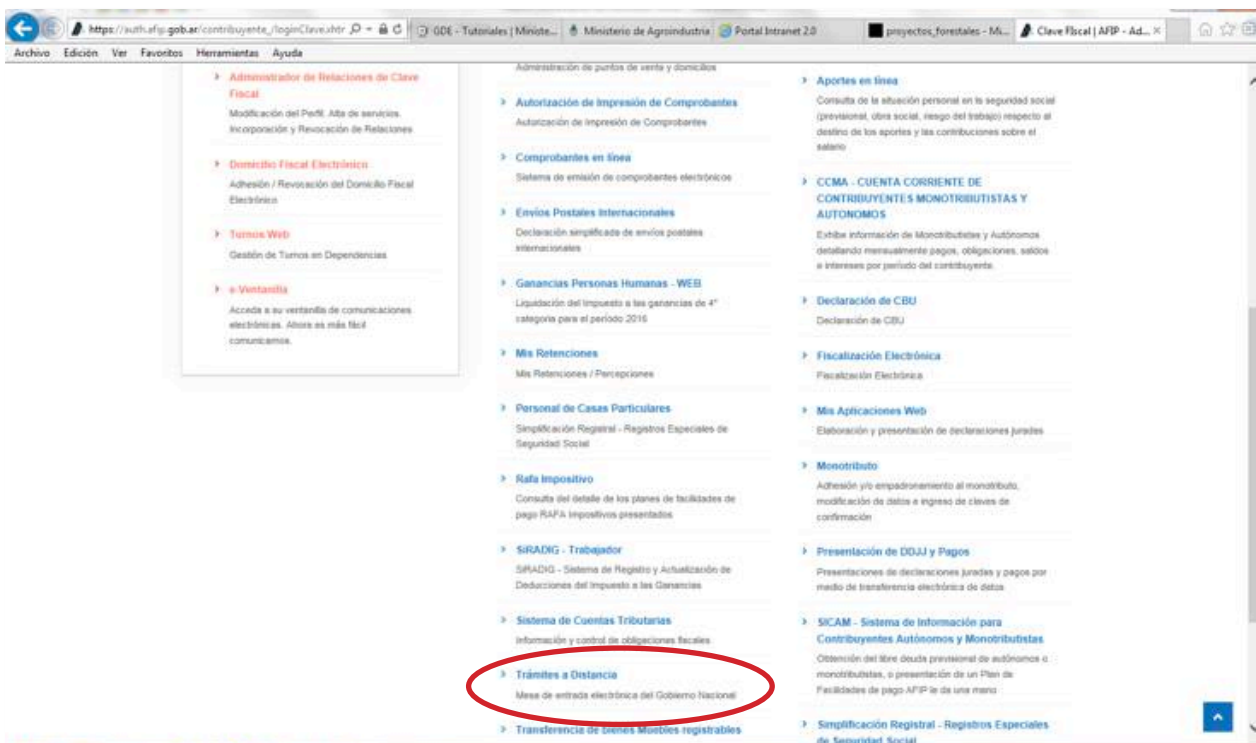 https://auth.afip.gob.ar/contribuyente_/loginClave.xhtr
GDE - Tutoriales | Ministe...
Ministerio de Agroindustria
Portal Intranet 2.0
proyectos_forestales - Mi...
Clave Fiscal | AFIP - Ad...
Archivo Edición Ver Favoritos Herramientas Ayuda
Administrador de Relaciones de Clave
Fiscal
Modificación del Perfil. Alta de servicios.
Incorporación y Revocación de Relaciones
Domicilio Fiscal Electrónico
Adhesión / Revocación del Domicilio Fiscal
Electrónico
Turnos Web
Gestión de Turnos en Dependencias
e-Ventanilla
Acceda a su ventanilla de comunicaciones
electrónicas. Ahora es más fácil
comunicarnos.
Administración de puntos de venta y domicilios
Autorización de Impresión de Comprobantes
Autorización de Impresión de Comprobantes
Comprobantes en línea
Sistema de emisión de comprobantes electrónicos
Envíos Postales Internacionales
Declaración simplificada de envíos postales
internacionales
Ganancias Personas Humanas - WEB
Liquidación del Impuesto a las ganancias de 4°
categoría para el período 2016
Mis Retenciones
Mis Retenciones / Percepciones
Personal de Casas Particulares
Simplificación Registral - Registros Especiales de
Seguridad Social
Rafa Impositivo
Consulta del detalle de los planes de facilidades de
pago RAFA Impositivos presentados
SiRADIG - Trabajador
SiRADIG - Sistema de Registro y Actualización de
Deducciones del Impuesto a las Ganancias
Sistema de Cuentas Tributarias
Información y control de obligaciones fiscales
Trámites a Distancia
Mesa de entrada electrónica del Gobierno Nacional
Transferencia de Bienes Muebles registrables
Aportes en línea
Consulta de la situación personal en la seguridad social
(previsional, obra social, riesgo del trabajo) respecto al
destino de los aportes y las contribuciones sobre el
salario
CCMA - CUENTA CORRIENTE DE
CONTRIBUYENTES MONOTRIBUTISTAS Y
AUTONOMOS
Exhibe información de Monotributistas y Autónomos
detallando mensualmente pagos, obligaciones, saldos
e intereses por período del contribuyente.
Declaración de CBU
Declaración de CBU
Fiscalización Electrónica
Fiscalización Electrónica
Mis Aplicaciones Web
Elaboración y presentación de declaraciones juradas
Monotributo
Adhesión y/o empadronamiento al monotributo,
modificación de datos e ingreso de claves de
confirmación
Presentación de DDJJ y Pagos
Presentaciones de declaraciones juradas y pagos por
medio de transferencia electrónica de datos
SICAM - Sistema de Información para
Contribuyentes Autónomos y Monotributistas
Obtención del libre deuda previsional de autónomos o
monotributistas, o presentación de un Plan de
Facilidades de pago AFIP le da una mano
Simplificación Registral - Registros Especiales
de Seguridad Social